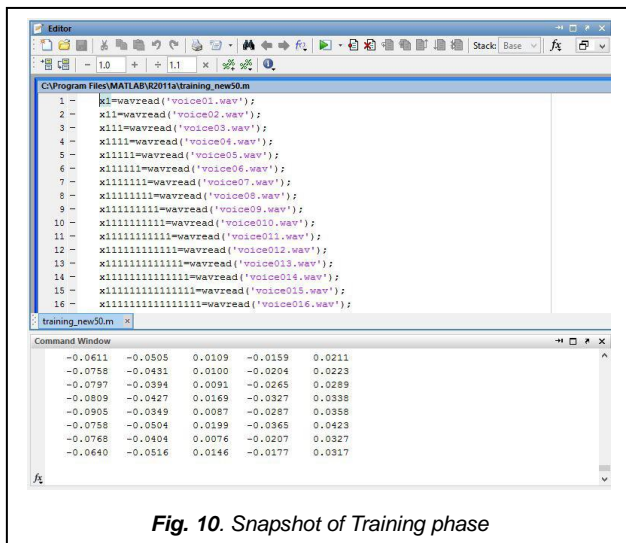 Editor
Stack: Base fx
- 1.0 + ÷ 1.1 ×
C:\Program Files\MATLAB\R2011a\training_new50.m
1 - x1=wavread('voice01.wav');
2 - x11=wavread('voice02.wav');
3 - x111=wavread('voice03.wav');
4 - x1111=wavread('voice04.wav');
5 - x11111=wavread('voice05.wav');
6 - x111111=wavread('voice06.wav');
7 - x1111111=wavread('voice07.wav');
8 - x11111111=wavread('voice08.wav');
9 - x111111111=wavread('voice09.wav');
10 - x1111111111=wavread('voice010.wav');
11 - x11111111111=wavread('voice011.wav');
12 - x111111111111=wavread('voice012.wav');
13 - x1111111111111=wavread('voice013.wav');
14 - x11111111111111=wavread('voice014.wav');
15 - x111111111111111=wavread('voice015.wav');
16 - x1111111111111111=wavread('voice016.wav');
training_new50.m ×
Command Window
-0.0611 -0.0505 0.0109 -0.0159 0.0211
-0.0758 -0.0431 0.0100 -0.0204 0.0223
-0.0797 -0.0394 0.0091 -0.0265 0.0289
-0.0809 -0.0427 0.0169 -0.0327 0.0338
-0.0905 -0.0349 0.0087 -0.0287 0.0358
-0.0758 -0.0504 0.0199 -0.0365 0.0423
-0.0768 -0.0404 0.0076 -0.0207 0.0327
-0.0640 -0.0516 0.0146 -0.0177 0.0317
fx
Fig. 10. Snapshot of Training phase